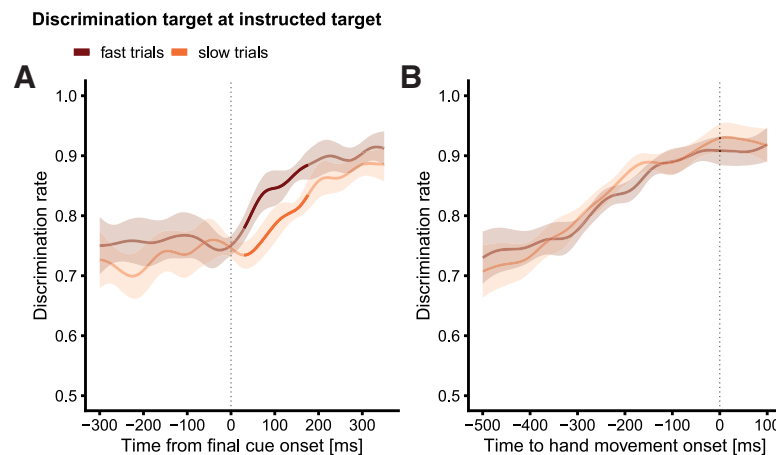 Discrimination target at instructed target
fast trials slow trials
A
1.0
0.9
0.8
0.7
0.6
0.5
Discrimination rate
−300 −200 −100 0 100 200 300
Time from final cue onset [ms]
B
1.0
0.9
0.8
0.7
0.6
0.5
Discrimination rate
−500 −400 −300 −200 −100 0 100
Time to hand movement onset [ms]